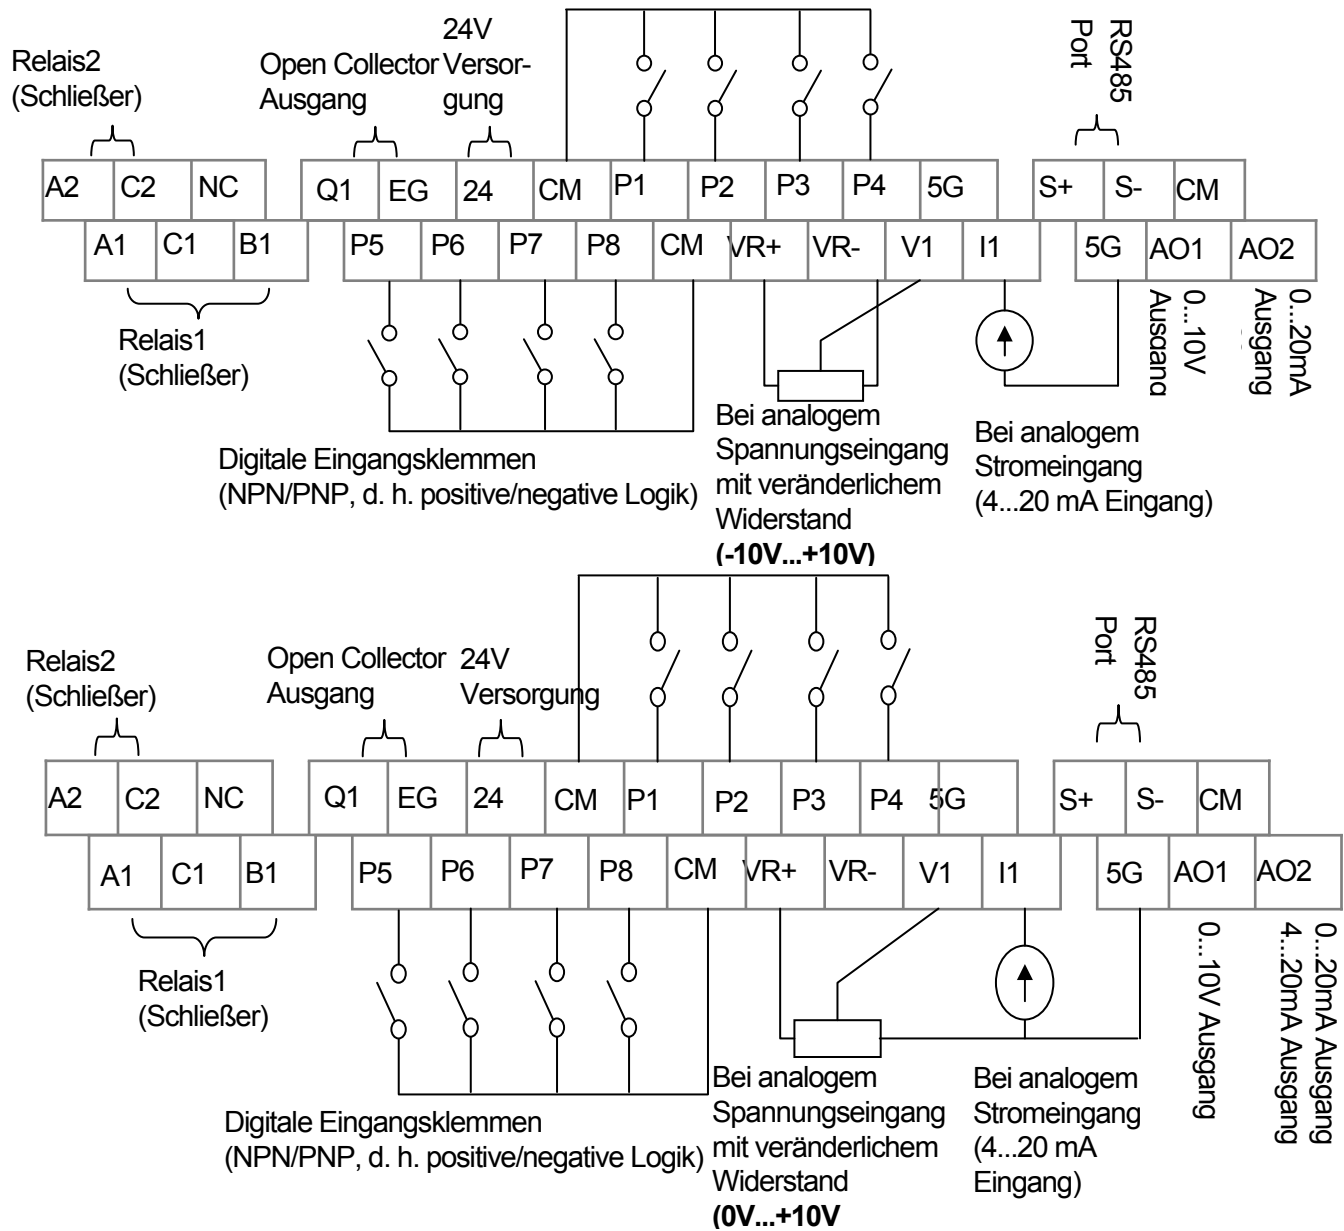 24V
Versor-
gung
Open Collector
Ausgang
Relais2
(Schließer)
RS485
Port
A2 C2 NC Q1 EG 24 CM P1 P2 P3 P4 5G S+ S- CM
A1 C1 B1 P5 P6 P7 P8 CM VR+ VR- V1 I1 5G AO1 AO2
Relais1
(Schließer)
0...10V
Ausgang
0...20mA
Ausgang
Digitale Eingangsklemmen
(NPN/PNP, d. h. positive/negative Logik)
Bei analogem
Spannungseingang
mit veränderlichem
Widerstand
(-10V...+10V)
Bei analogem
Stromeingang
(4...20 mA Eingang)
Relais2
(Schließer)
Open Collector
Ausgang
24V
Versorgung
RS485
Port
A2 C2 NC Q1 EG 24 CM P1 P2 P3 P4 5G S+ S- CM
A1 C1 B1 P5 P6 P7 P8 CM VR+ VR- V1 I1 5G AO1 AO2
Relais1
(Schließer)
0...10V Ausgang
0...20mA Ausgang
4...20mA Ausgang
Digitale Eingangsklemmen
(NPN/PNP, d. h. positive/negative Logik)
Bei analogem
Spannungseingang
mit veränderlichem
Widerstand
(0V...+10V
Bei analogem
Stromeingang
(4...20 mA
Eingang)